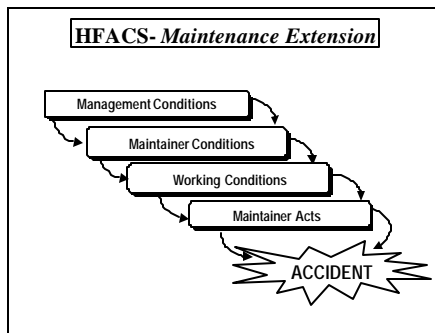 HFACS- Maintenance Extension
Management Conditions
Maintainer Conditions
Working Conditions
Maintainer Acts
ACCIDENT